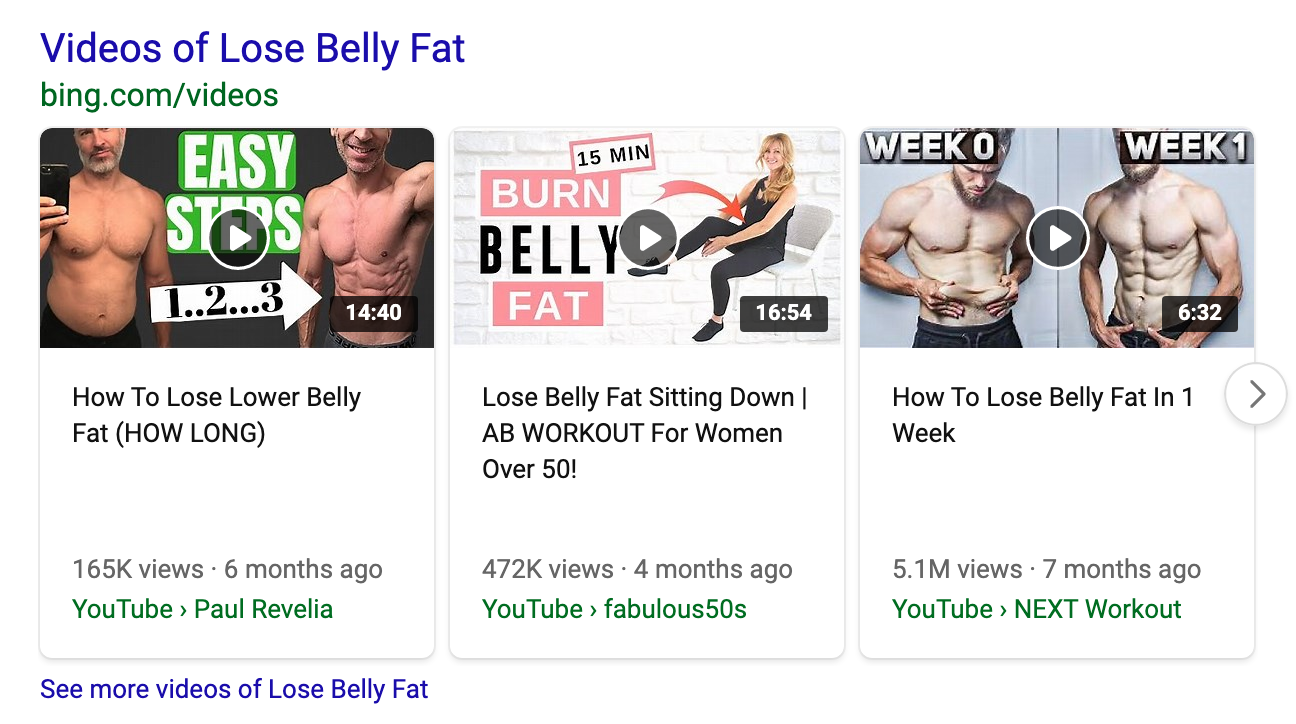 Videos of Lose Belly Fat
bing.com/videos
EASY
STEPS
1..2...3
14:40
How To Lose Lower Belly
Fat (HOW LONG)
165K views · 6 months ago
YouTube › Paul Revelia
15 MIN
BURN
BELLY
FAT
16:54
Lose Belly Fat Sitting Down |
AB WORKOUT For Women
Over 50!
472K views · 4 months ago
YouTube › fabulous50s
WEEK 0
WEEK 1
6:32
How To Lose Belly Fat In 1
Week
5.1M views · 7 months ago
YouTube › NEXT Workout
See more videos of Lose Belly Fat